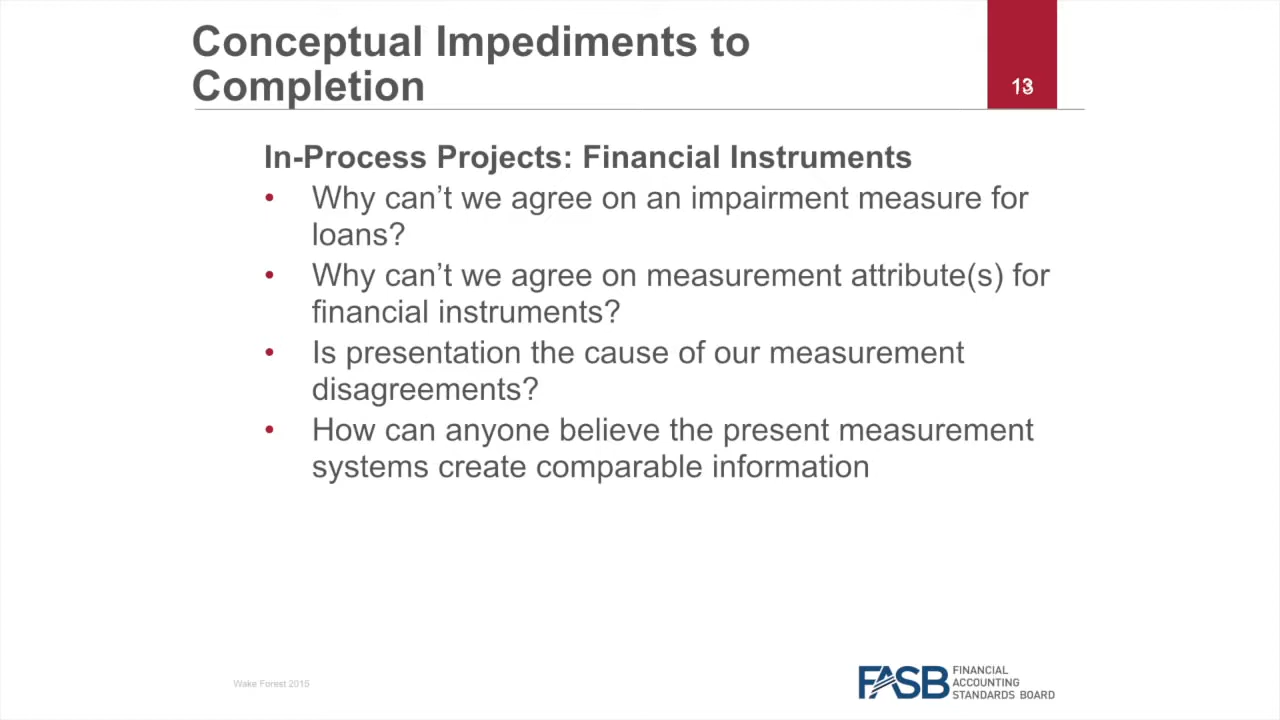 Conceptual Impediments to
Completion
13
In-Process Projects: Financial Instruments
• Why can’t we agree on an impairment measure for
loans?
• Why can’t we agree on measurement attribute(s) for
financial instruments?
• Is presentation the cause of our measurement
disagreements?
• How can anyone believe the present measurement
systems create comparable information
Wake Forest 2015
FASB
FINANCIAL
ACCOUNTING
STANDARDS BOARD